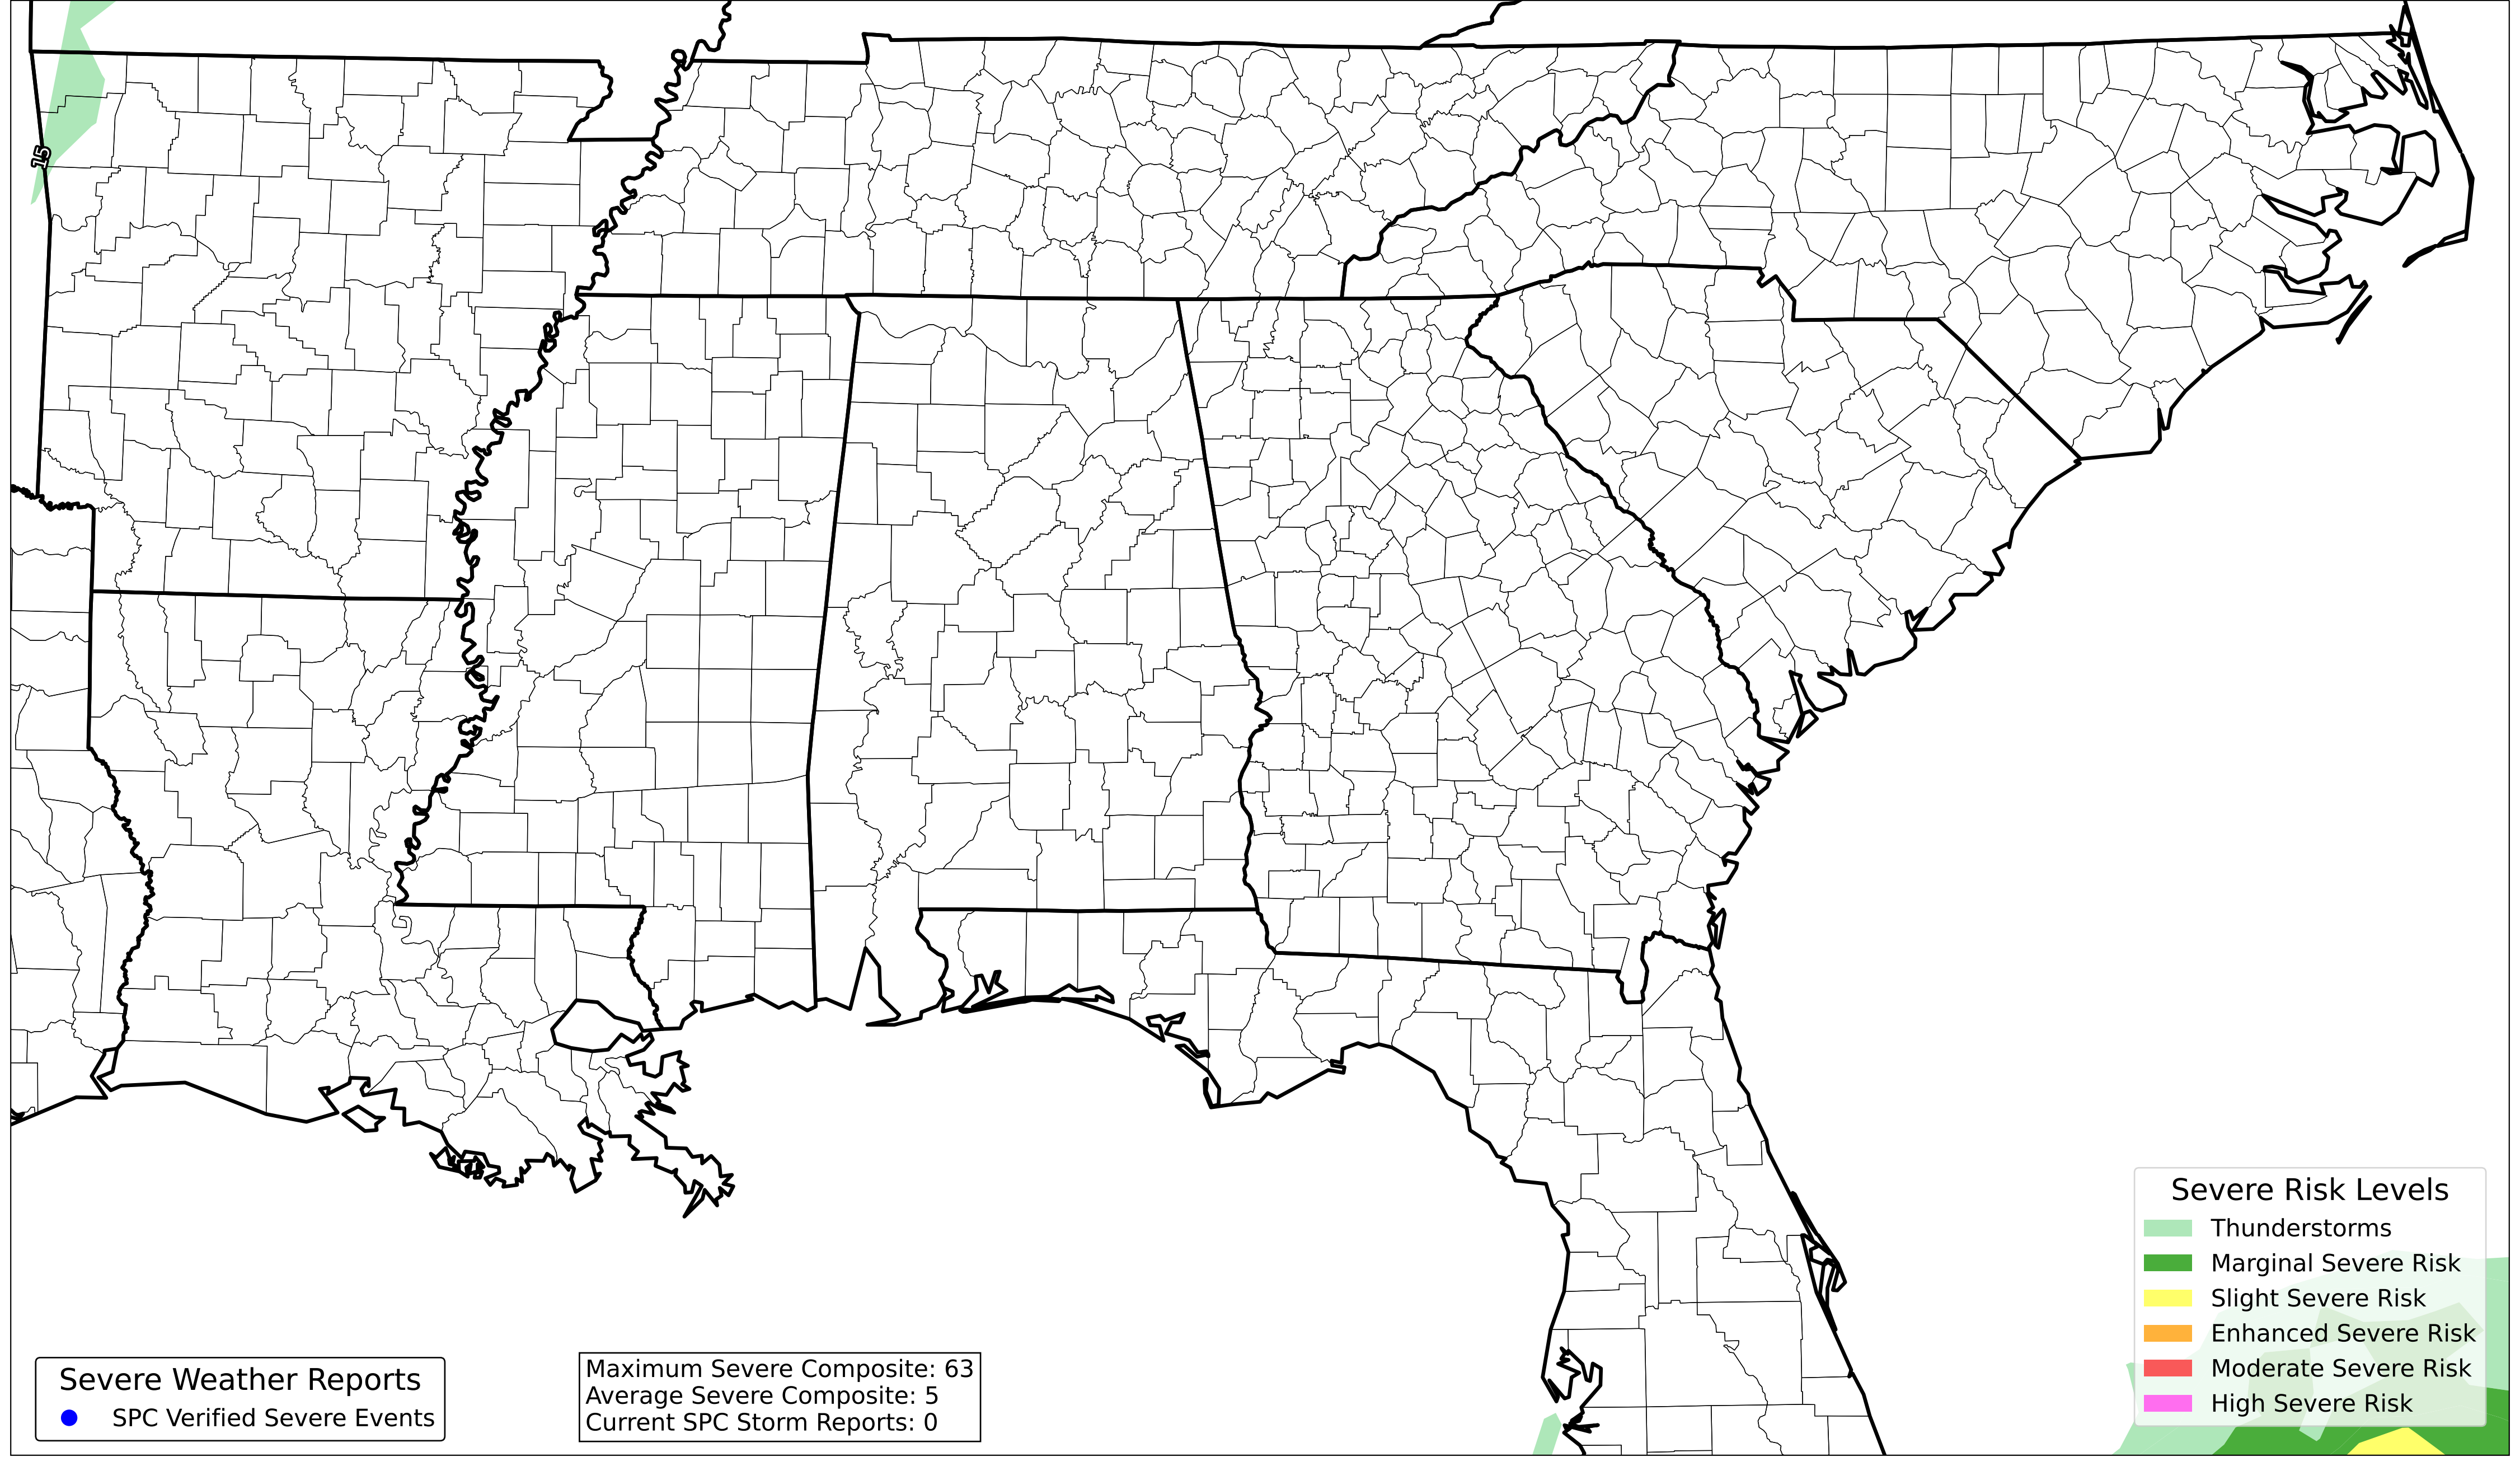 15
Severe Risk Levels
Thunderstorms
Marginal Severe Risk
Slight Severe Risk
Enhanced Severe Risk
Moderate Severe Risk
High Severe Risk
Severe Weather Reports
SPC Verified Severe Events
Maximum Severe Composite: 63
Average Severe Composite: 5
Current SPC Storm Reports: 0